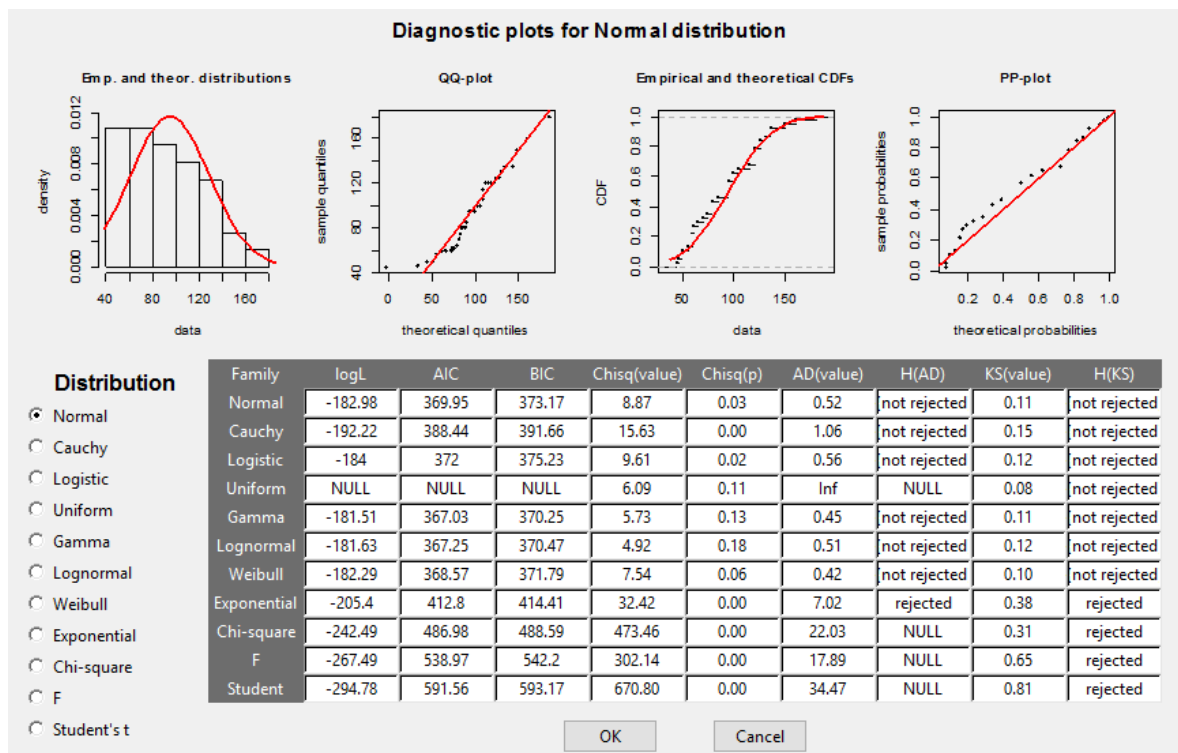 Diagnostic plots for Normal distribution
Emp. and theor. distributions
density
0.000 0.004 0.008 0.012
40 80 120 160
data
QQ-plot
sample quantiles
40 80 120 160
0 50 100 150
theoretical quantiles
Empirical and theoretical CDFs
CDF
0.0 0.2 0.4 0.6 0.8 1.0
50 100 150
data
PP-plot
sample probabilities
0.0 0.2 0.4 0.6 0.8 1.0
0.2 0.4 0.6 0.8 1.0
theoretical probabilities
Distribution
Normal
Cauchy
Logistic
Uniform
Gamma
Lognormal
Weibull
Exponential
Chi-square
F
Student's t
Family logL AIC BIC Chisq(value) Chisq(p) AD(value) H(AD) KS(value) H(KS)
Normal -182.98 369.95 373.17 8.87 0.03 0.52 not rejected 0.11 not rejected
Cauchy -192.22 388.44 391.66 15.63 0.00 1.06 not rejected 0.15 not rejected
Logistic -184 372 375.23 9.61 0.02 0.56 not rejected 0.12 not rejected
Uniform NULL NULL NULL 6.09 0.11 Inf NULL 0.08 not rejected
Gamma -181.51 367.03 370.25 5.73 0.13 0.45 not rejected 0.11 not rejected
Lognormal -181.63 367.25 370.47 4.92 0.18 0.51 not rejected 0.12 not rejected
Weibull -182.29 368.57 371.79 7.54 0.06 0.42 not rejected 0.10 not rejected
Exponential -205.4 412.8 414.41 32.42 0.00 7.02 rejected 0.38 rejected
Chi-square -242.49 486.98 488.59 473.46 0.00 22.03 NULL 0.31 rejected
F -267.49 538.97 542.2 302.14 0.00 17.89 NULL 0.65 rejected
Student -294.78 591.56 593.17 670.80 0.00 34.47 NULL 0.81 rejected
OK Cancel